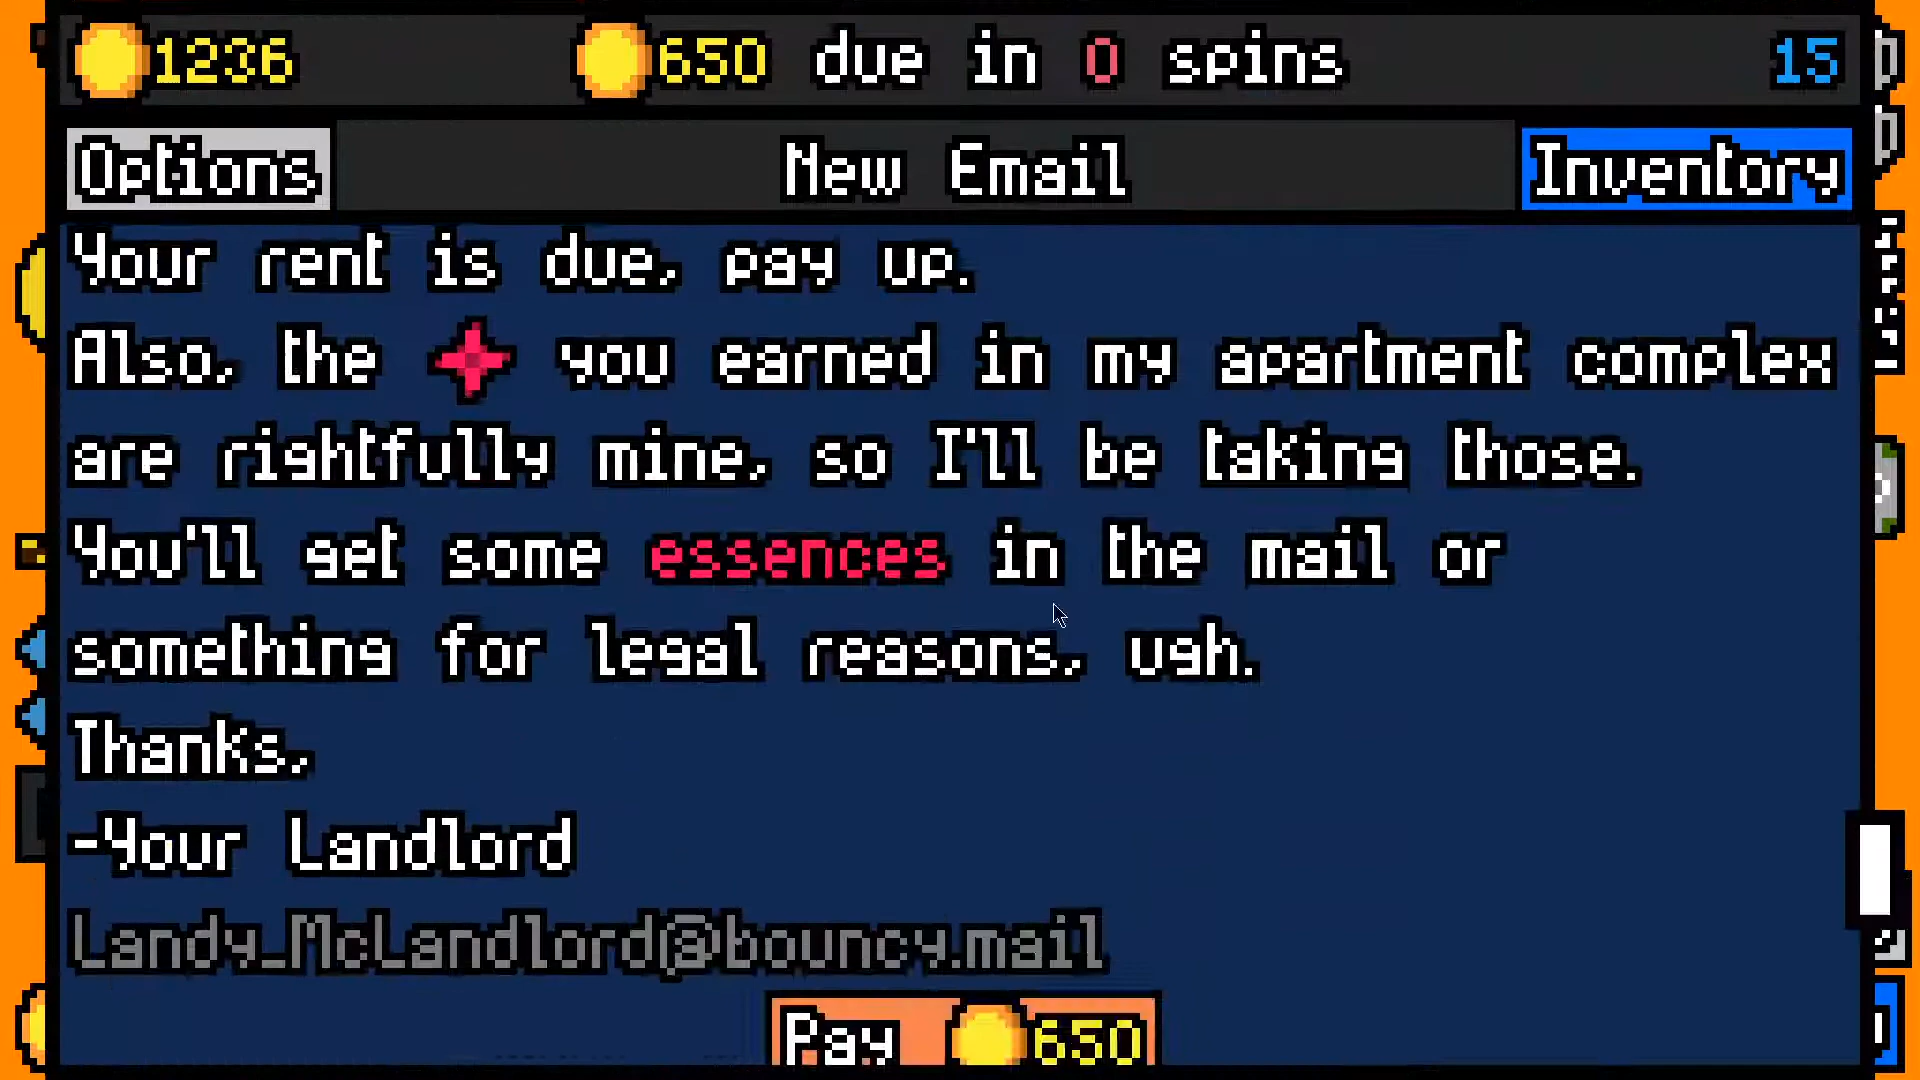 1236 650 due in 0 spins 15
Options New Email Inventory
Your rent is due, pay up.
Also, the you earned in my apartment complex
are rightfully mine, so I'll be taking those.
You'll get some essences in the mail or
something for legal reasons, ugh.
Thanks,
-Your Landlord
Landy_McLandlord@bouncy.mail
Pay 650